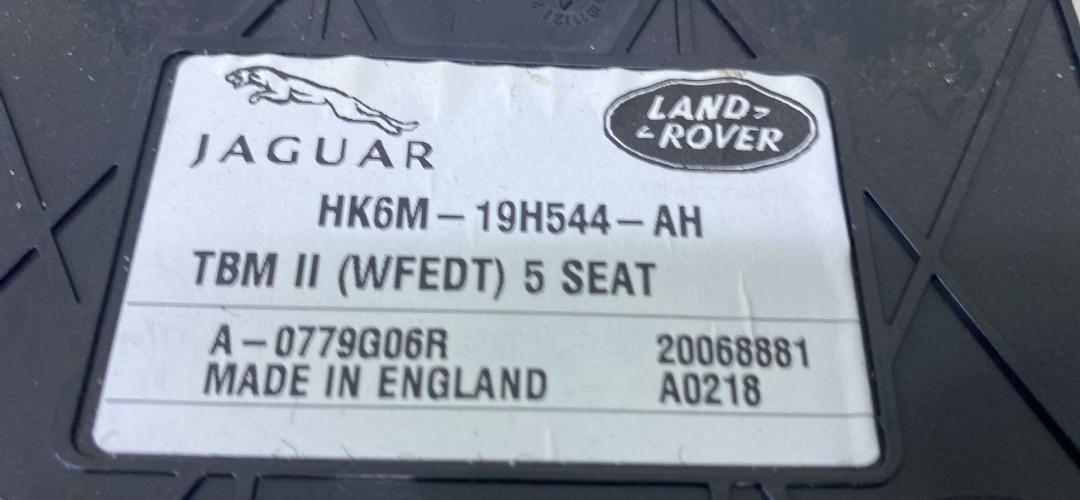 JAGUAR
LAND
ROVER
HK6M-19H544-AH
TBM II (WFEDT) 5 SEAT
A-0779G06R 20068881
MADE IN ENGLAND A0218